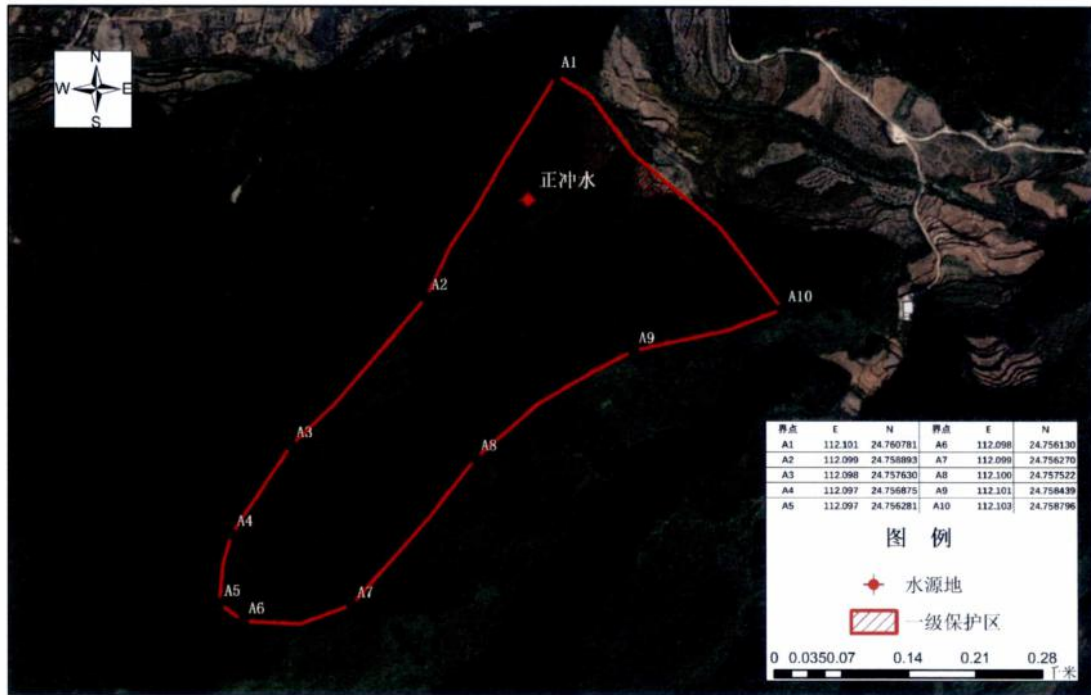 N
W E
S
A1
正冲水
A2
A10
A9
A3
A8
A4
A5
A6
A7
界点 E N 界点 E N
A1 112.101 24.760781 A6 112.098 24.756130
A2 112.099 24.758893 A7 112.099 24.756270
A3 112.098 24.757630 A8 112.100 24.757522
A4 112.097 24.756875 A9 112.101 24.758439
A5 112.097 24.756281 A10 112.103 24.758796
图 例
水源地
一级保护区
0 0.0350.07 0.14 0.21 0.28
千米